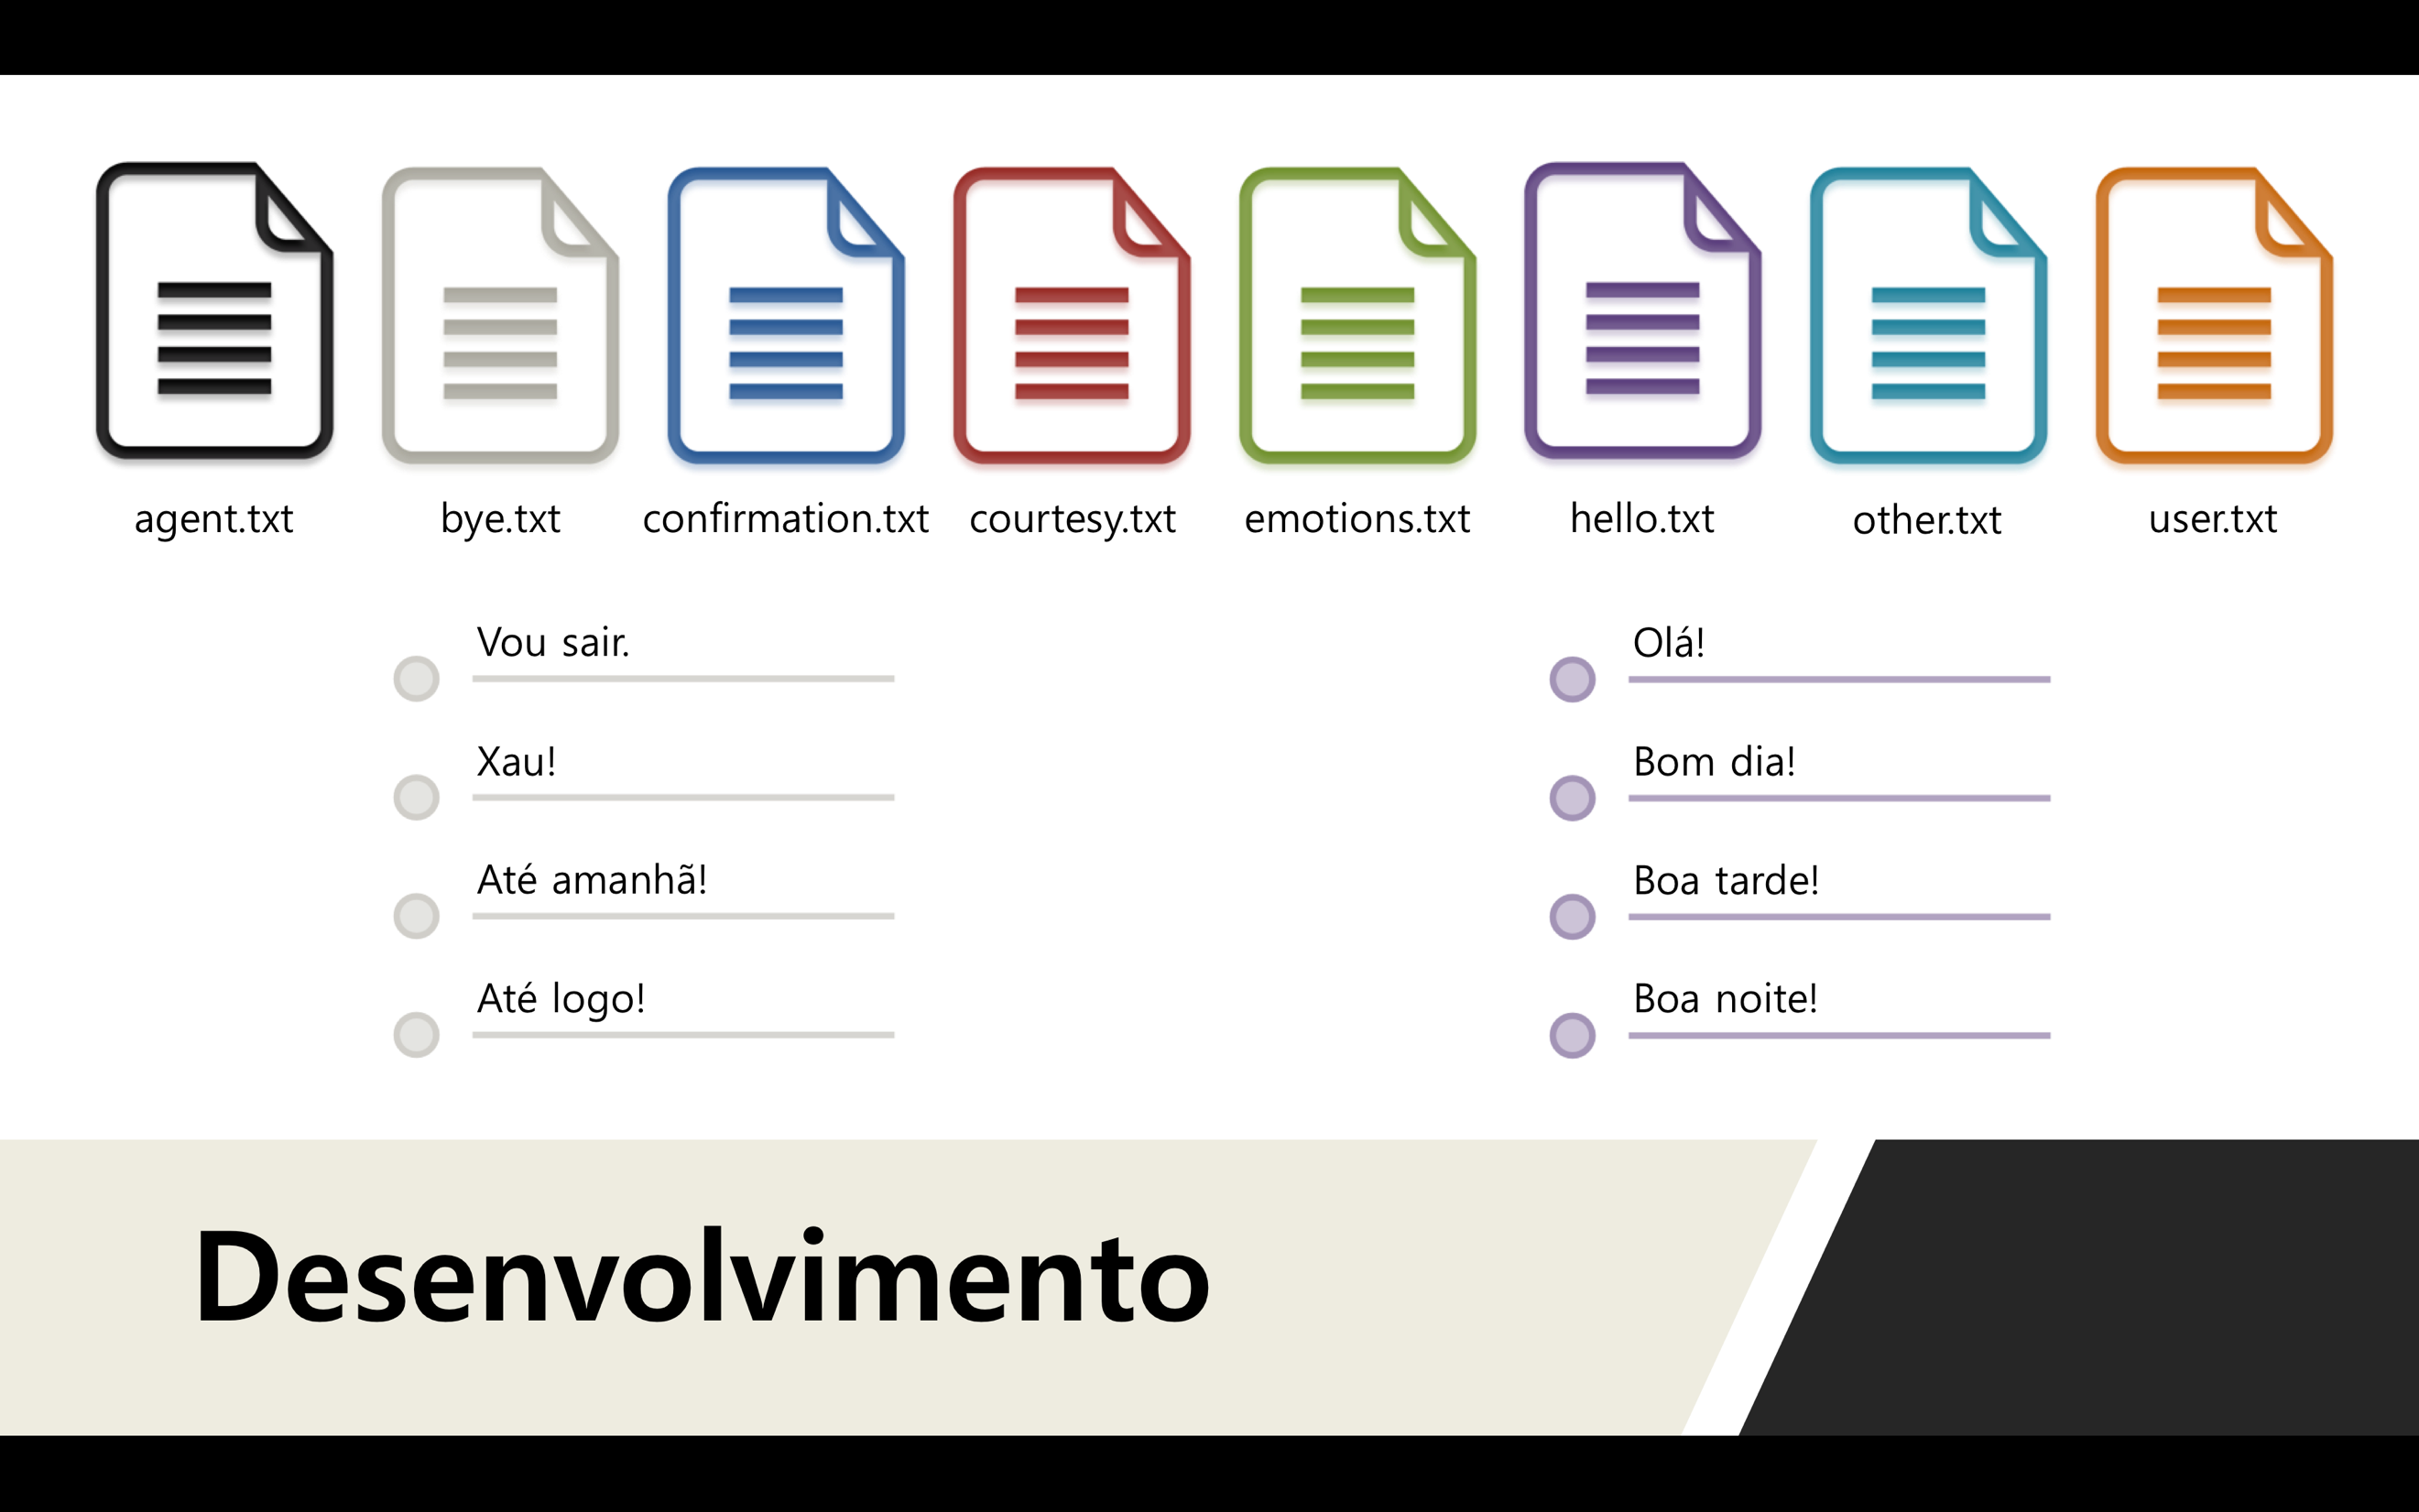 agent.txt
bye.txt
confirmation.txt
courtesy.txt
emotions.txt
hello.txt
other.txt
user.txt
Vou sair.
Xau!
Até amanhã!
Até logo!
Olá!
Bom dia!
Boa tarde!
Boa noite!
Desenvolvimento